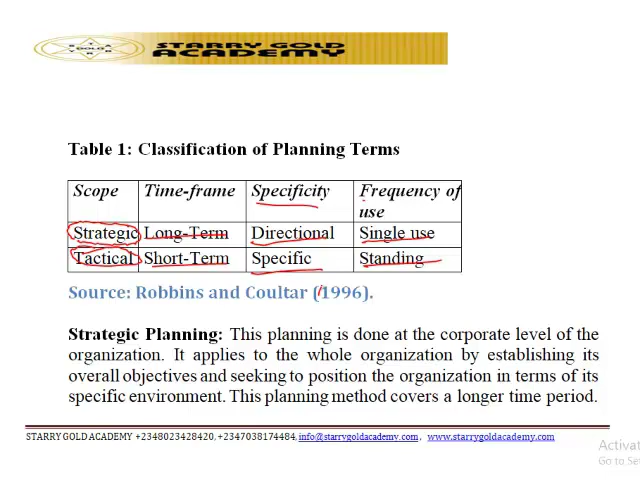 STARRY GOLD
ACADEMY
Table 1: Classification of Planning Terms
Scope Time-frame Specificity Frequency of use
Strategic Long-Term Directional Single use
Tactical Short-Term Specific Standing
Source: Robbins and Coultar (1996).
Strategic Planning: This planning is done at the corporate level of the
organization. It applies to the whole organization by establishing its
overall objectives and seeking to position the organization in terms of its
specific environment. This planning method covers a longer time period.
STARRY GOLD ACADEMY +2348023428420, +2347038174484, info@starrygoldacademy.com, www.starrygoldacademy.com